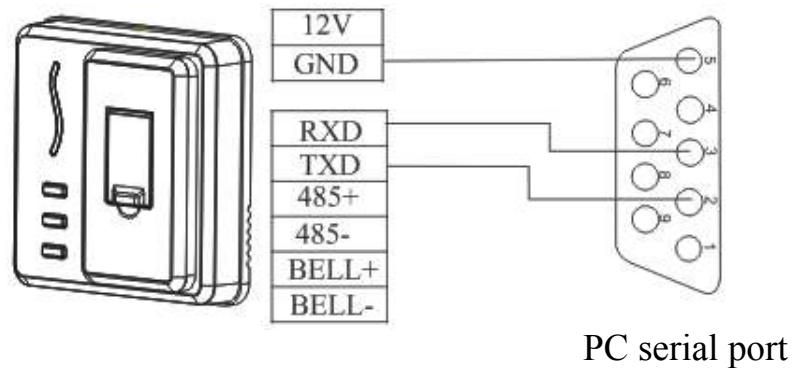 12V
GND
RXD
TXD
485+
485-
BELL+
BELL-
5
6
4
7
3
8
2
9
1
PC serial port